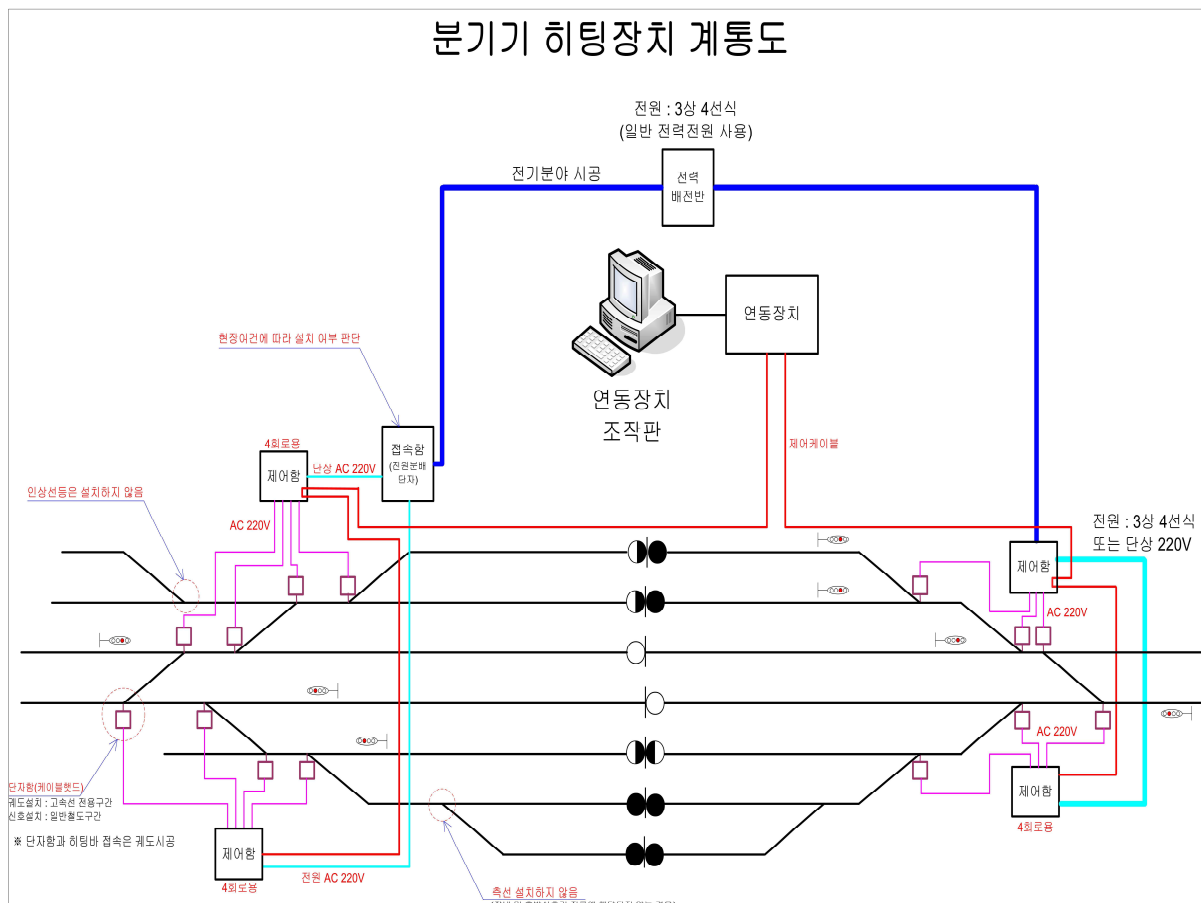 분기기 히팅장치 계통도
전원 : 3상 4선식
(일반 전력전원 사용)
전기분야 시공
선력
배전반
연동장치
연동장치
조작판
현장여건에 따라 설치 여부 판단
제어케이블
4회로용
제어함
난상 AC 220V
접속함
(진원분배
단자)
인상선등은 설치하지 않음
AC 220V
전원 : 3상 4선식
또는 단상 220V
제어함
AC 220V
AC 220V
단자함(케이블햇드)
궤도설치 : 고속선 전용구간
신호설치 : 일반철도구간
※ 단자함과 히팅바 접속은 궤도시공
제어함
4회로용
제어함
4회로용
전원 AC 220V
측선 설치하지 않음